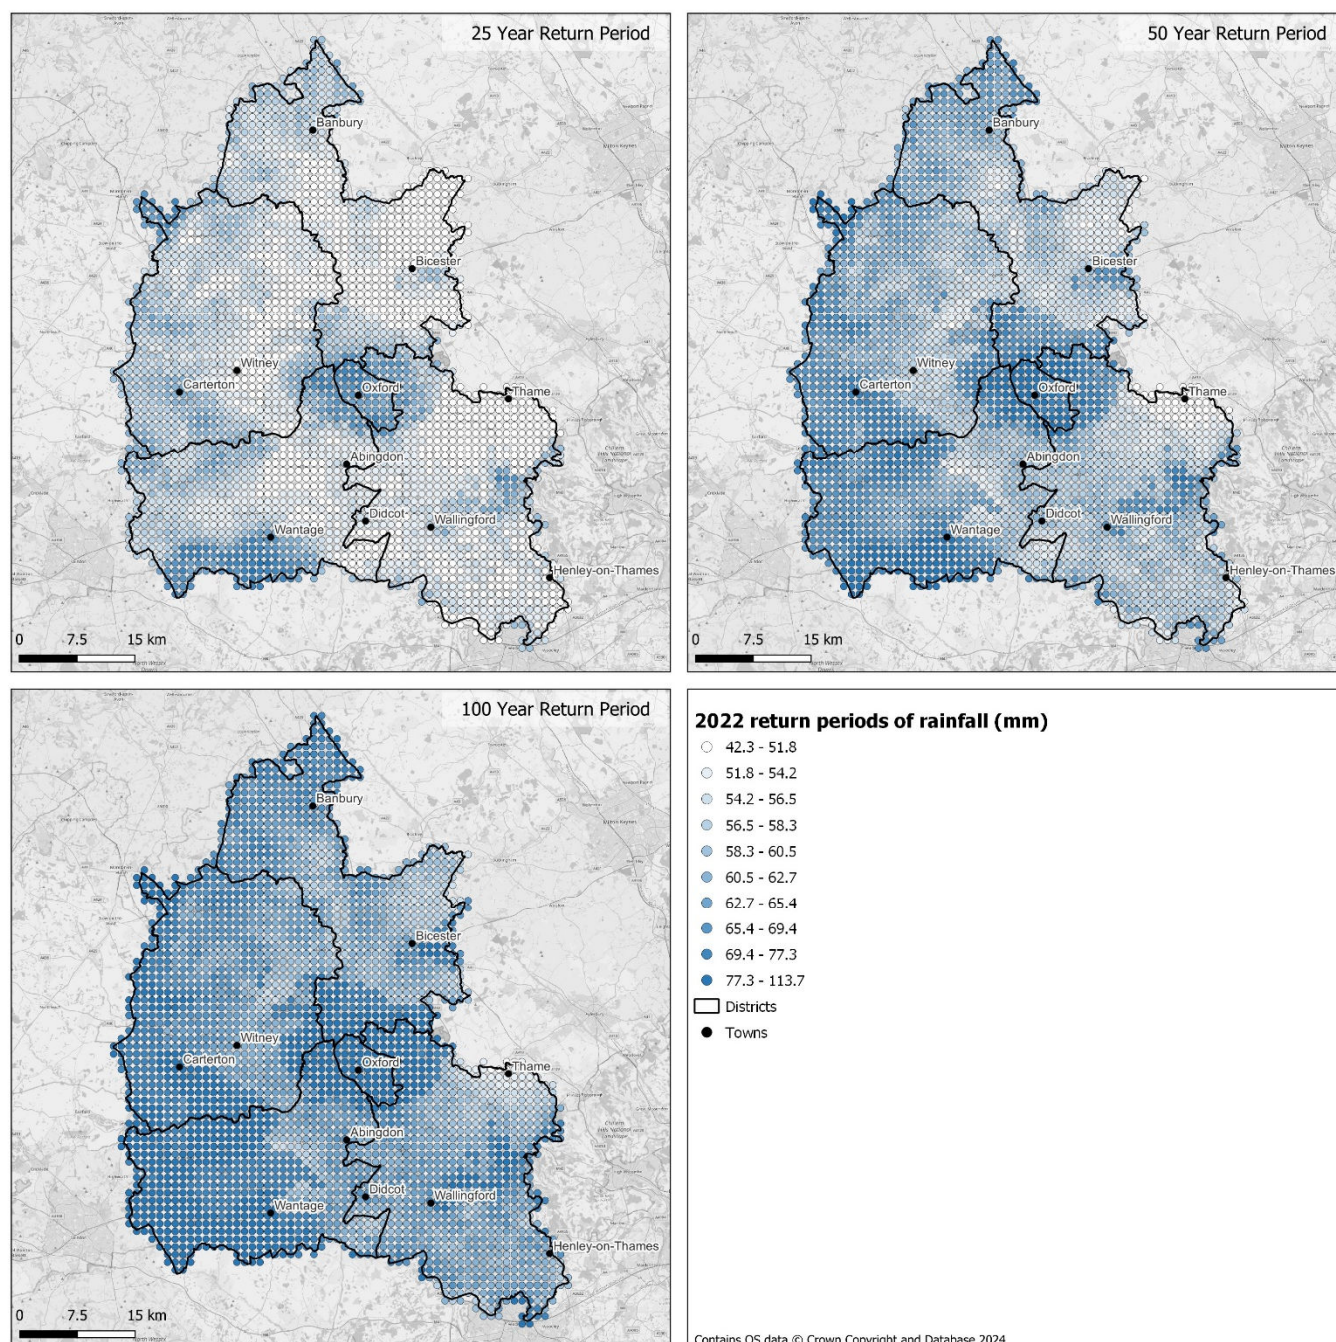 25 Year Return Period
Banbury
Bicester
Witney
Carterton
Oxford
Thame
Abingdon
Didcot
Wallingford
Wantage
Henley-on-Thames
0 7.5 15 km
50 Year Return Period
Banbury
Bicester
Witney
Carterton
Oxford
Thame
Abingdon
Didcot
Wallingford
Wantage
Henley-on-Thames
0 7.5 15 km
100 Year Return Period
Banbury
Bicester
Witney
Carterton
Oxford
Thame
Abingdon
Didcot
Wallingford
Wantage
Henley-on-Thames
0 7.5 15 km
2022 return periods of rainfall (mm)
42.3 - 51.8
51.8 - 54.2
54.2 - 56.5
56.5 - 58.3
58.3 - 60.5
60.5 - 62.7
62.7 - 65.4
65.4 - 69.4
69.4 - 77.3
77.3 - 113.7
Districts
Towns
Contains OS data © Crown Copyright and Database 2024